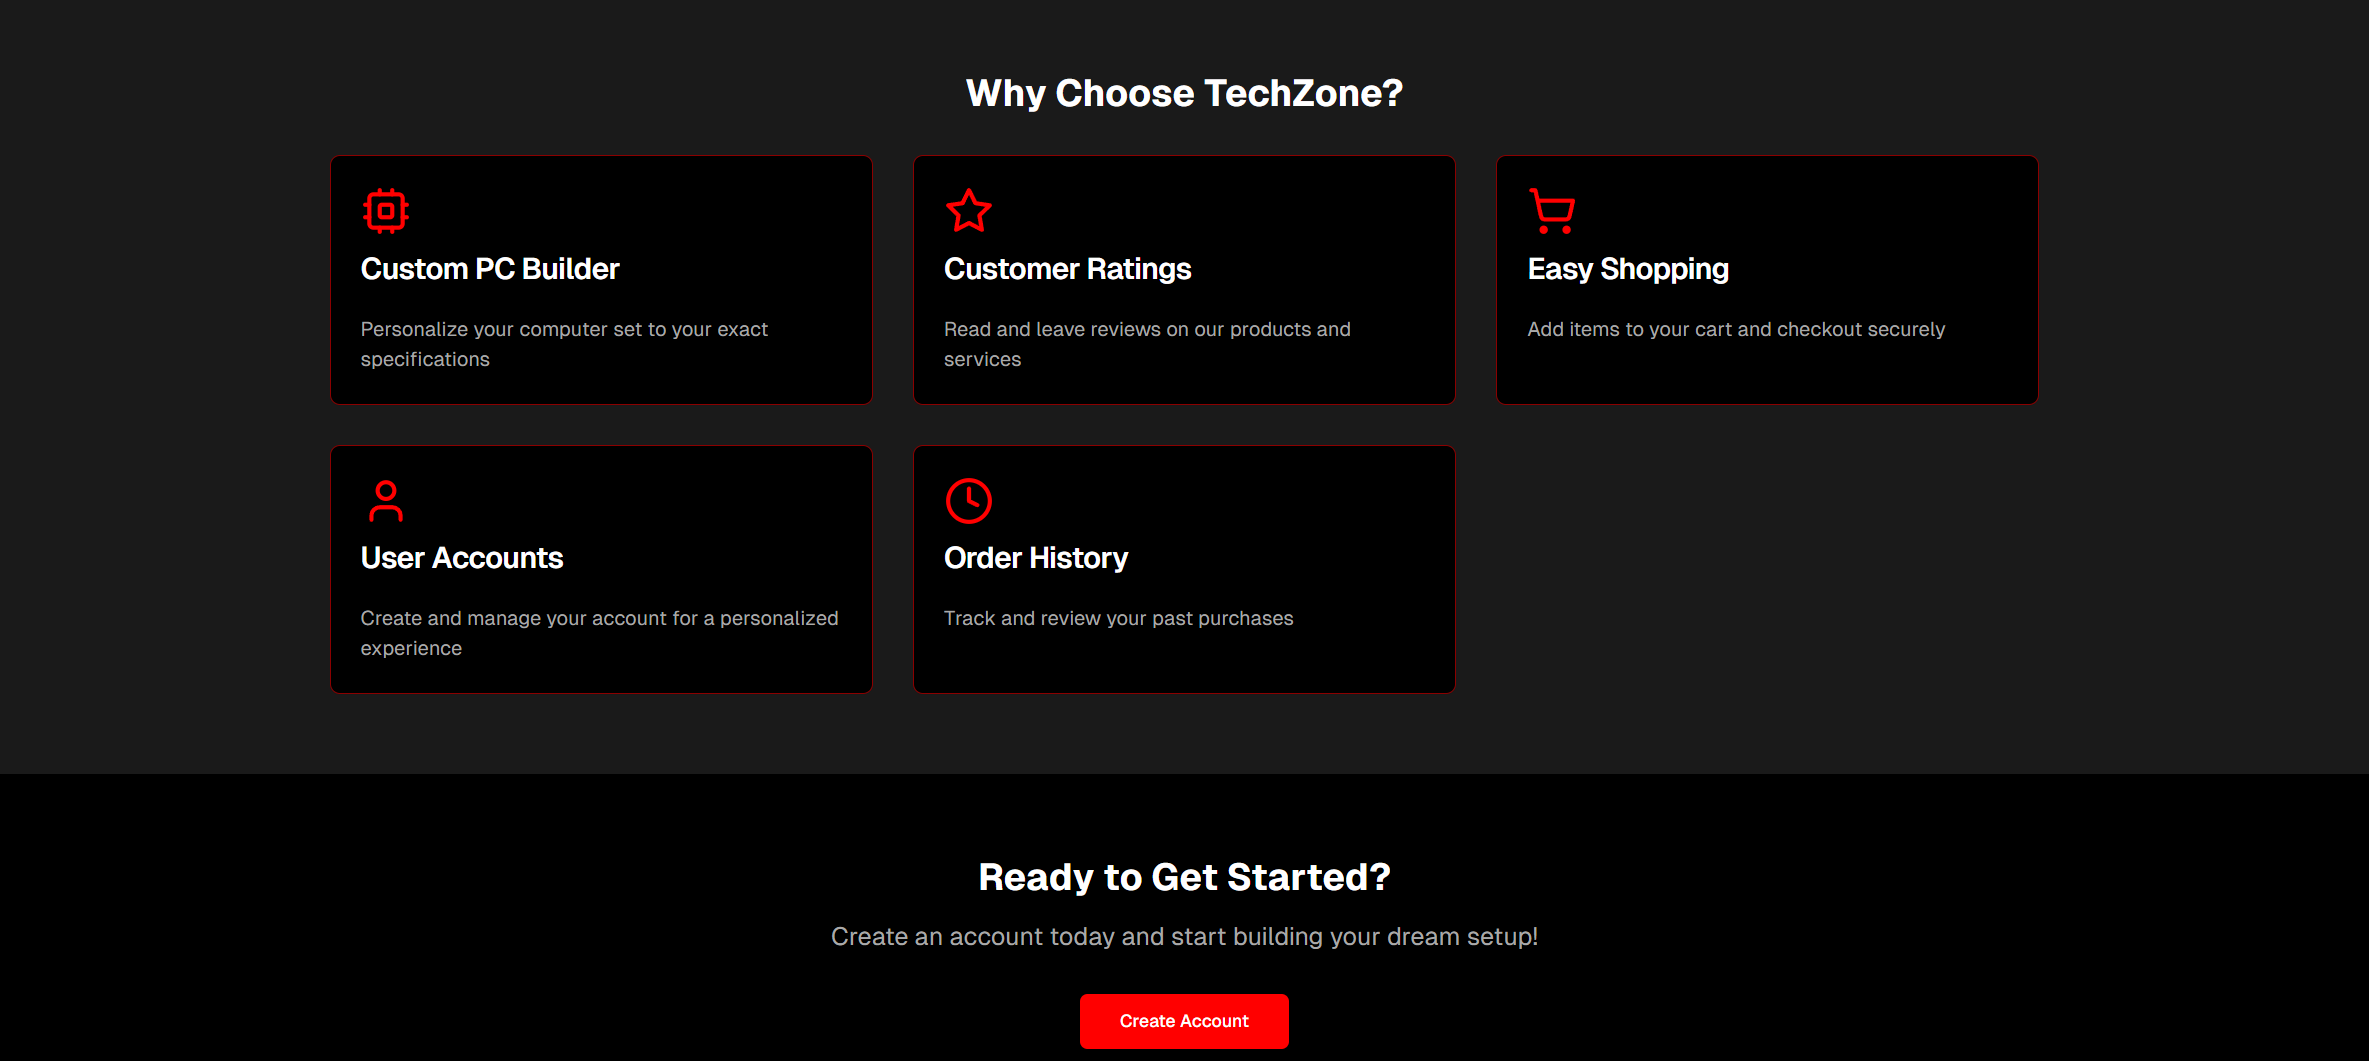 Why Choose TechZone?
Custom PC Builder
Personalize your computer set to your exact
specifications
Customer Ratings
Read and leave reviews on our products and
services
Easy Shopping
Add items to your cart and checkout securely
User Accounts
Create and manage your account for a personalized
experience
Order History
Track and review your past purchases
Ready to Get Started?
Create an account today and start building your dream setup!
Create Account